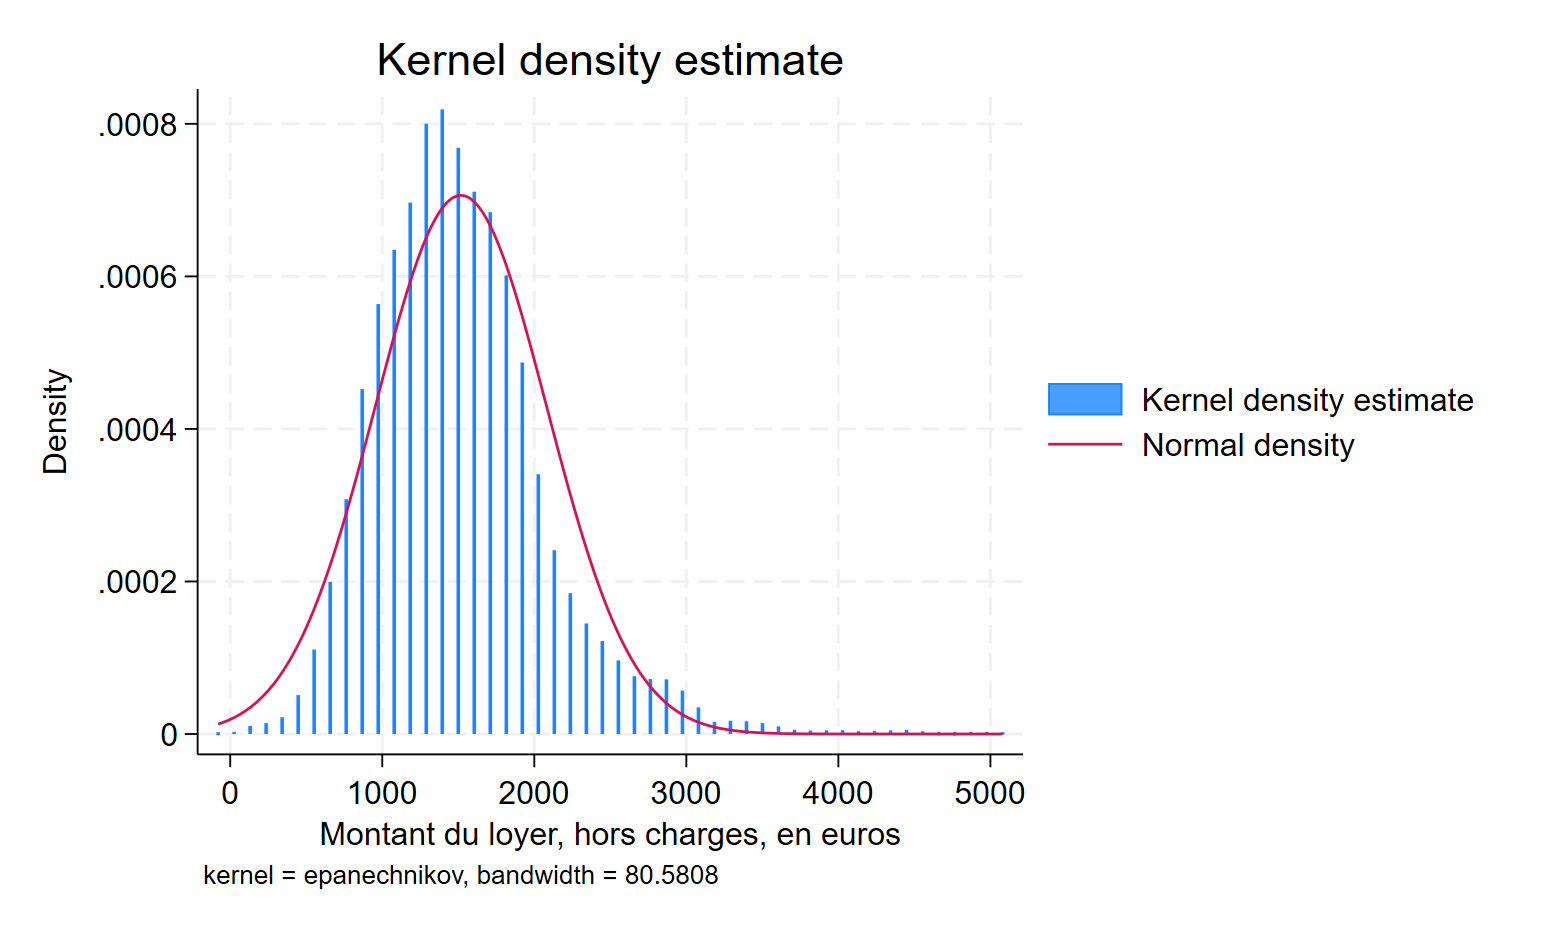 Kernel density estimate
.0008
.0006
.0004
.0002
0
Density
0 1000 2000 3000 4000 5000
Montant du loyer, hors charges, en euros
kernel = epanechnikov, bandwidth = 80.5808
Kernel density estimate
Normal density